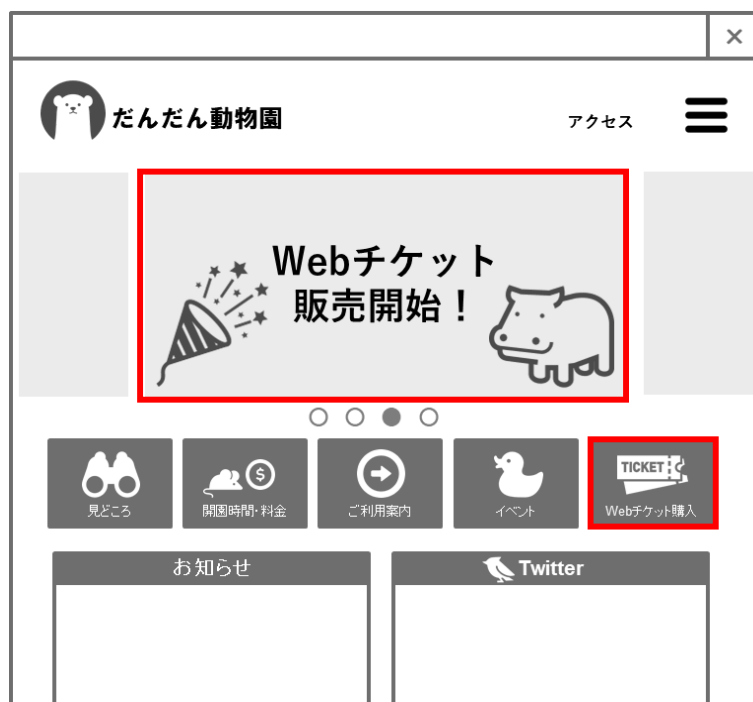 だんだん動物園
アクセス
Webチケット
販売開始！
TICKET
見どころ
開園時間・料金
ご利用案内
イベント
Webチケット購入
お知らせ
Twitter